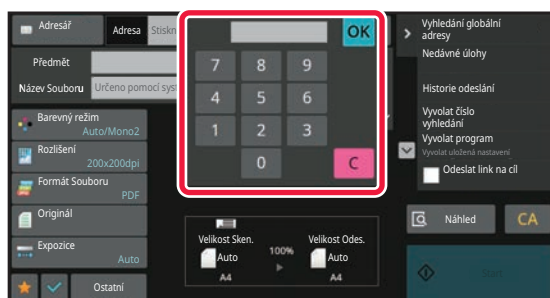 Adresář
Adresa
Stiskn
OK
Vyhledání globální
adresy
Předmět
Nedávné úlohy
7 8 9
Název Souboru
Určeno pomocí syst
Historie odeslání
4 5 6
Barevný režim
Auto/Mono2
Vyvolat číslo
vyhledání
1 2 3
Vyvolat program
Vyvolat uložená nastavení
Rozlišení
200x200dpi
0 C
Odeslat link na cíl
Formát Souboru
PDF
Originál
Náhled
CA
Velikost Sken.
100%
Velikost Odes.
Expozice
Auto
Auto
Auto
A4
A4
Ostatní
Start